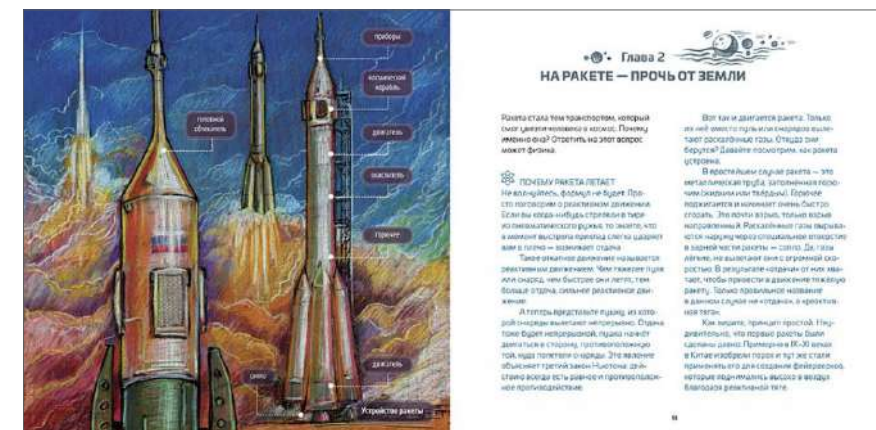 приборы
космический
корабль
двигатель
окислитель
горючее
головной
обтекатель
двигатель
сопло
Устройство ракеты
Глава 2
НА РАКЕТЕ — ПРОЧЬ ОТ ЗЕМЛИ
Ракета стала тем транспортом, который
смог увезти человека в космос. Почему
именно она? Ответить на этот вопрос
может физика.
ПОЧЕМУ РАКЕТА ЛЕТАЕТ
Не волнуйтесь, формул не будет. Про-
сто поговорим о реактивном движении.
Если вы когда-нибудь стреляли в тире
из пневматического ружья, то знаете, что
в момент выстрела приклад слегка ударяет
вам в плечо — возникает отдача.
Такое откатное движение называется
реактивным движением. Чем тяжелее пуля
или снаряд, чем быстрее они летят, тем
больше отдача, сильнее реактивное дви-
жение.
А теперь представьте пушку, из кото-
рой снаряды вылетают непрерывно. Отдача
тоже будет непрерывной, пушка начнёт
двигаться в сторону, противоположную
той, куда полетели снаряды. Это явление
объясняет третий закон Ньютона: дей-
ствию всегда есть равное и противополож-
ное противодействие.
Вот так и двигается ракета. Только
из неё вместо пуль или снарядов выле-
тают раскалённые газы. Откуда они
берутся? Давайте посмотрим, как ракета
устроена.
В простейшем случае ракета — это
металлическая труба, заполненная горю-
чим (жидким или твёрдым). Горючее
поджигается и начинает очень быстро
сгорать. Это почти взрыв, только взрыв
направленный. Раскалённые газы вырыва-
ются наружу через специальное отверстие
в задней части ракеты — сопло. Да, газы
лёгкие, но вылетают они с огромной ско-
ростью. В результате «отдачи» от них хва-
тает, чтобы привести в движение тяжёлую
ракету. Только правильное название
в данном случае не «отдача», а «реактив-
ная тяга».
Как видите, принцип простой. Неу-
дивительно, что первые ракеты были
сделаны давно. Примерно в IX–XI веках
в Китае изобрели порох и тут же стали
применять его для создания фейерверков,
которые поднимались высоко в воздух
благодаря реактивной тяге.